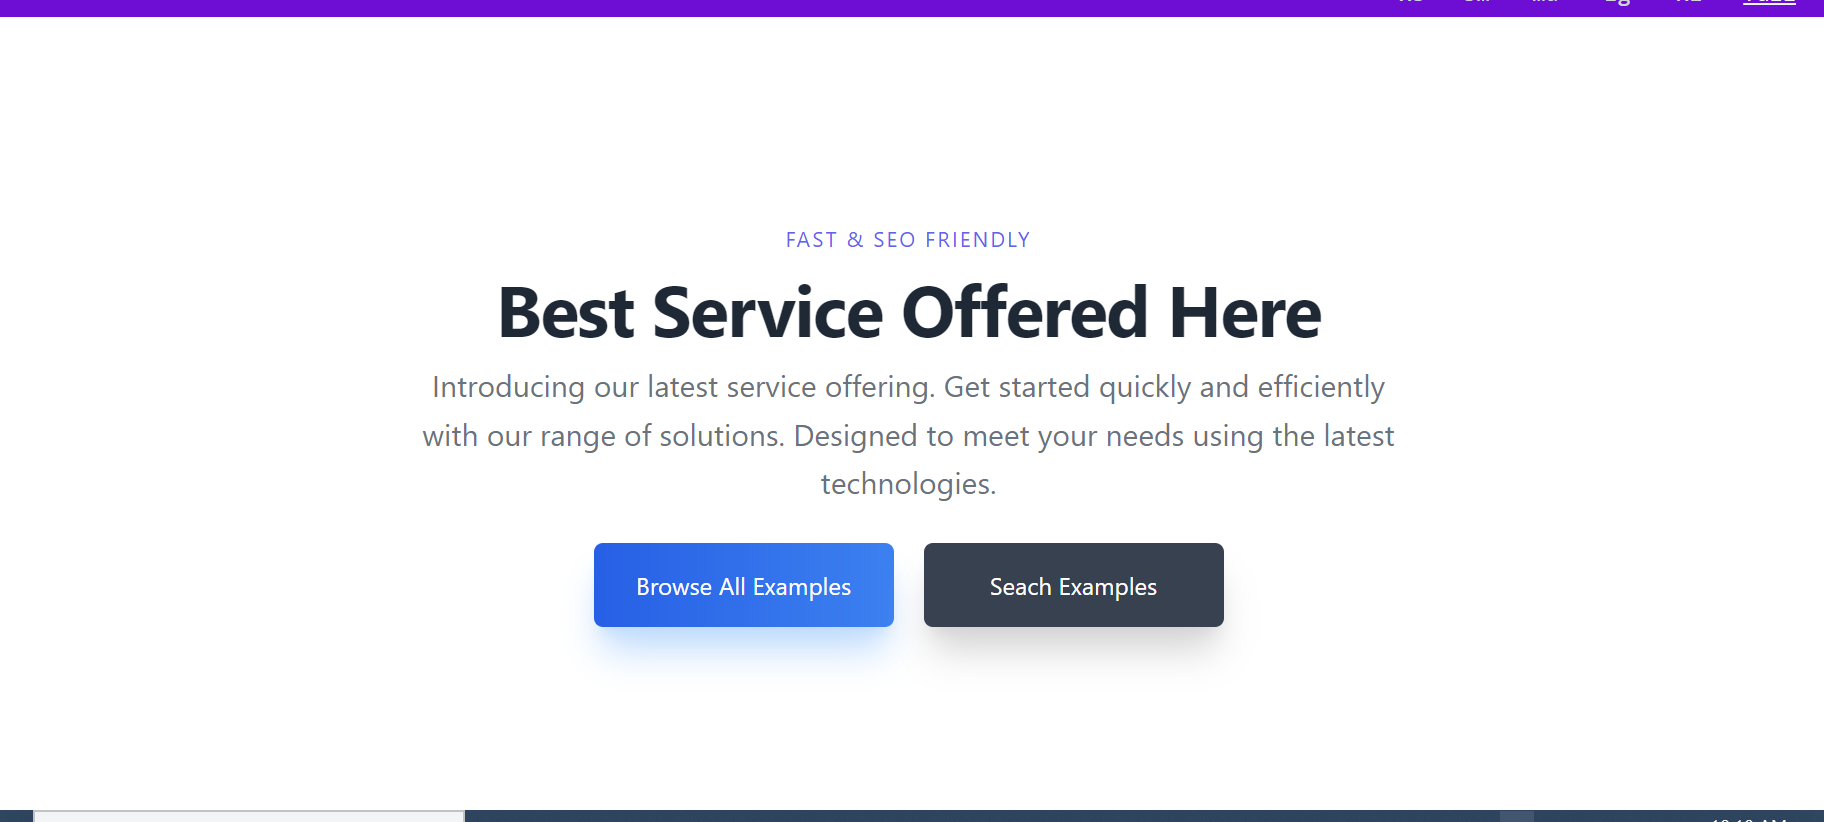 FAST & SEO FRIENDLY
Best Service Offered Here
Introducing our latest service offering. Get started quickly and efficiently
with our range of solutions. Designed to meet your needs using the latest
technologies.
Browse All Examples
Seach Examples